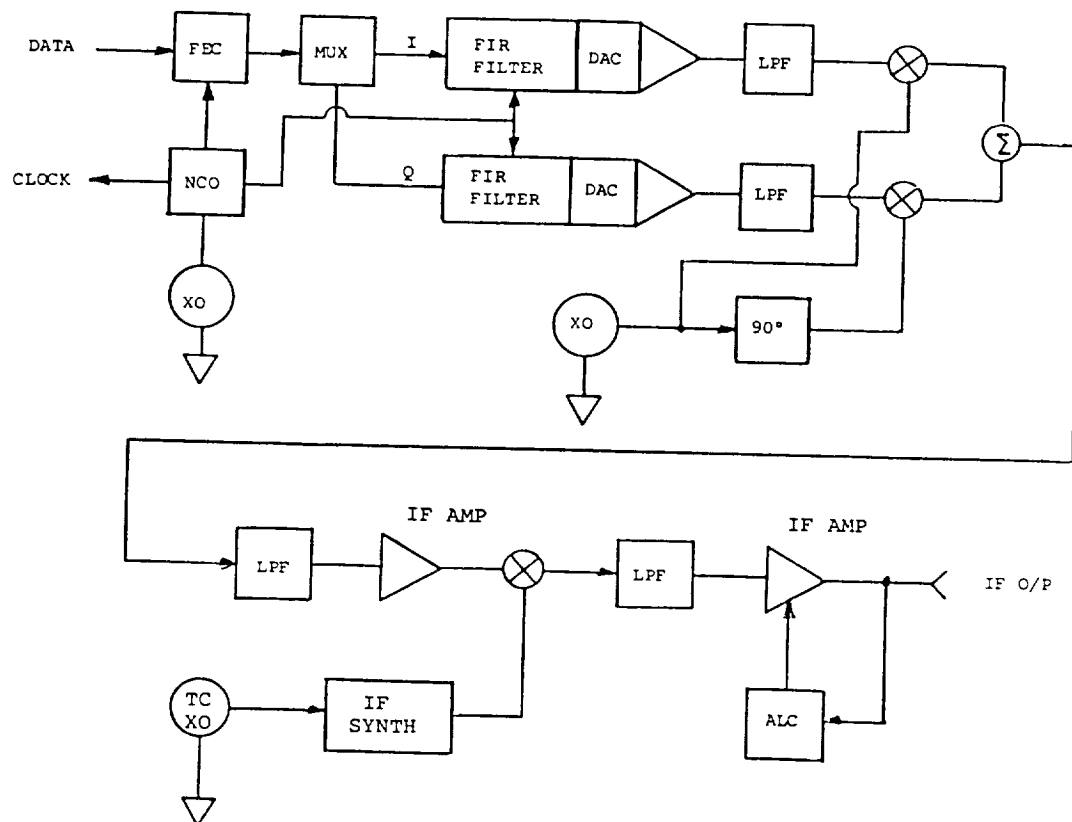 DATA
FEC
MUX
I
FIR
FILTER
DAC
LPF
Σ
CLOCK
NCO
Q
FIR
FILTER
DAC
LPF
XO
XO
90°
IF AMP
IF AMP
LPF
LPF
IF O/P
TC
XO
IF
SYNTH
ALC